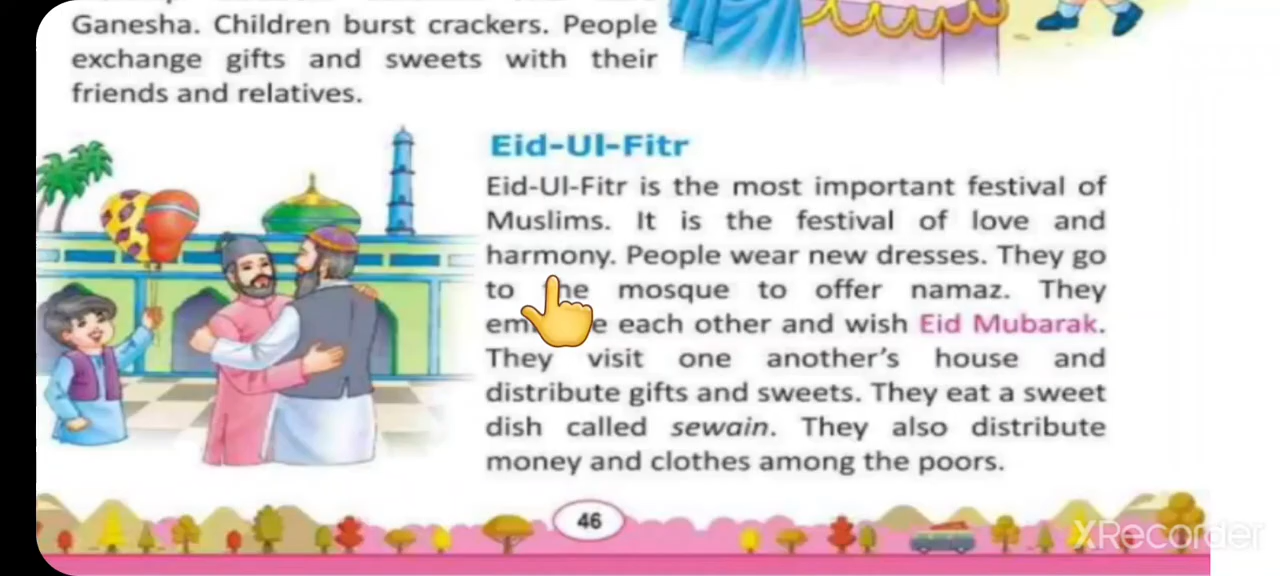 Ganesha. Children burst crackers. People
exchange gifts and sweets with their
friends and relatives.
Eid-Ul-Fitr
Eid-Ul-Fitr is the most important festival of
Muslims. It is the festival of love and
harmony. People wear new dresses. They go
to mosque to offer namaz. They
each other and wish Eid Mubarak.
They visit one another's house and
distribute gifts and sweets. They eat a sweet
dish called sewain. They also distribute
money and clothes among the poors.
46
XRecorder